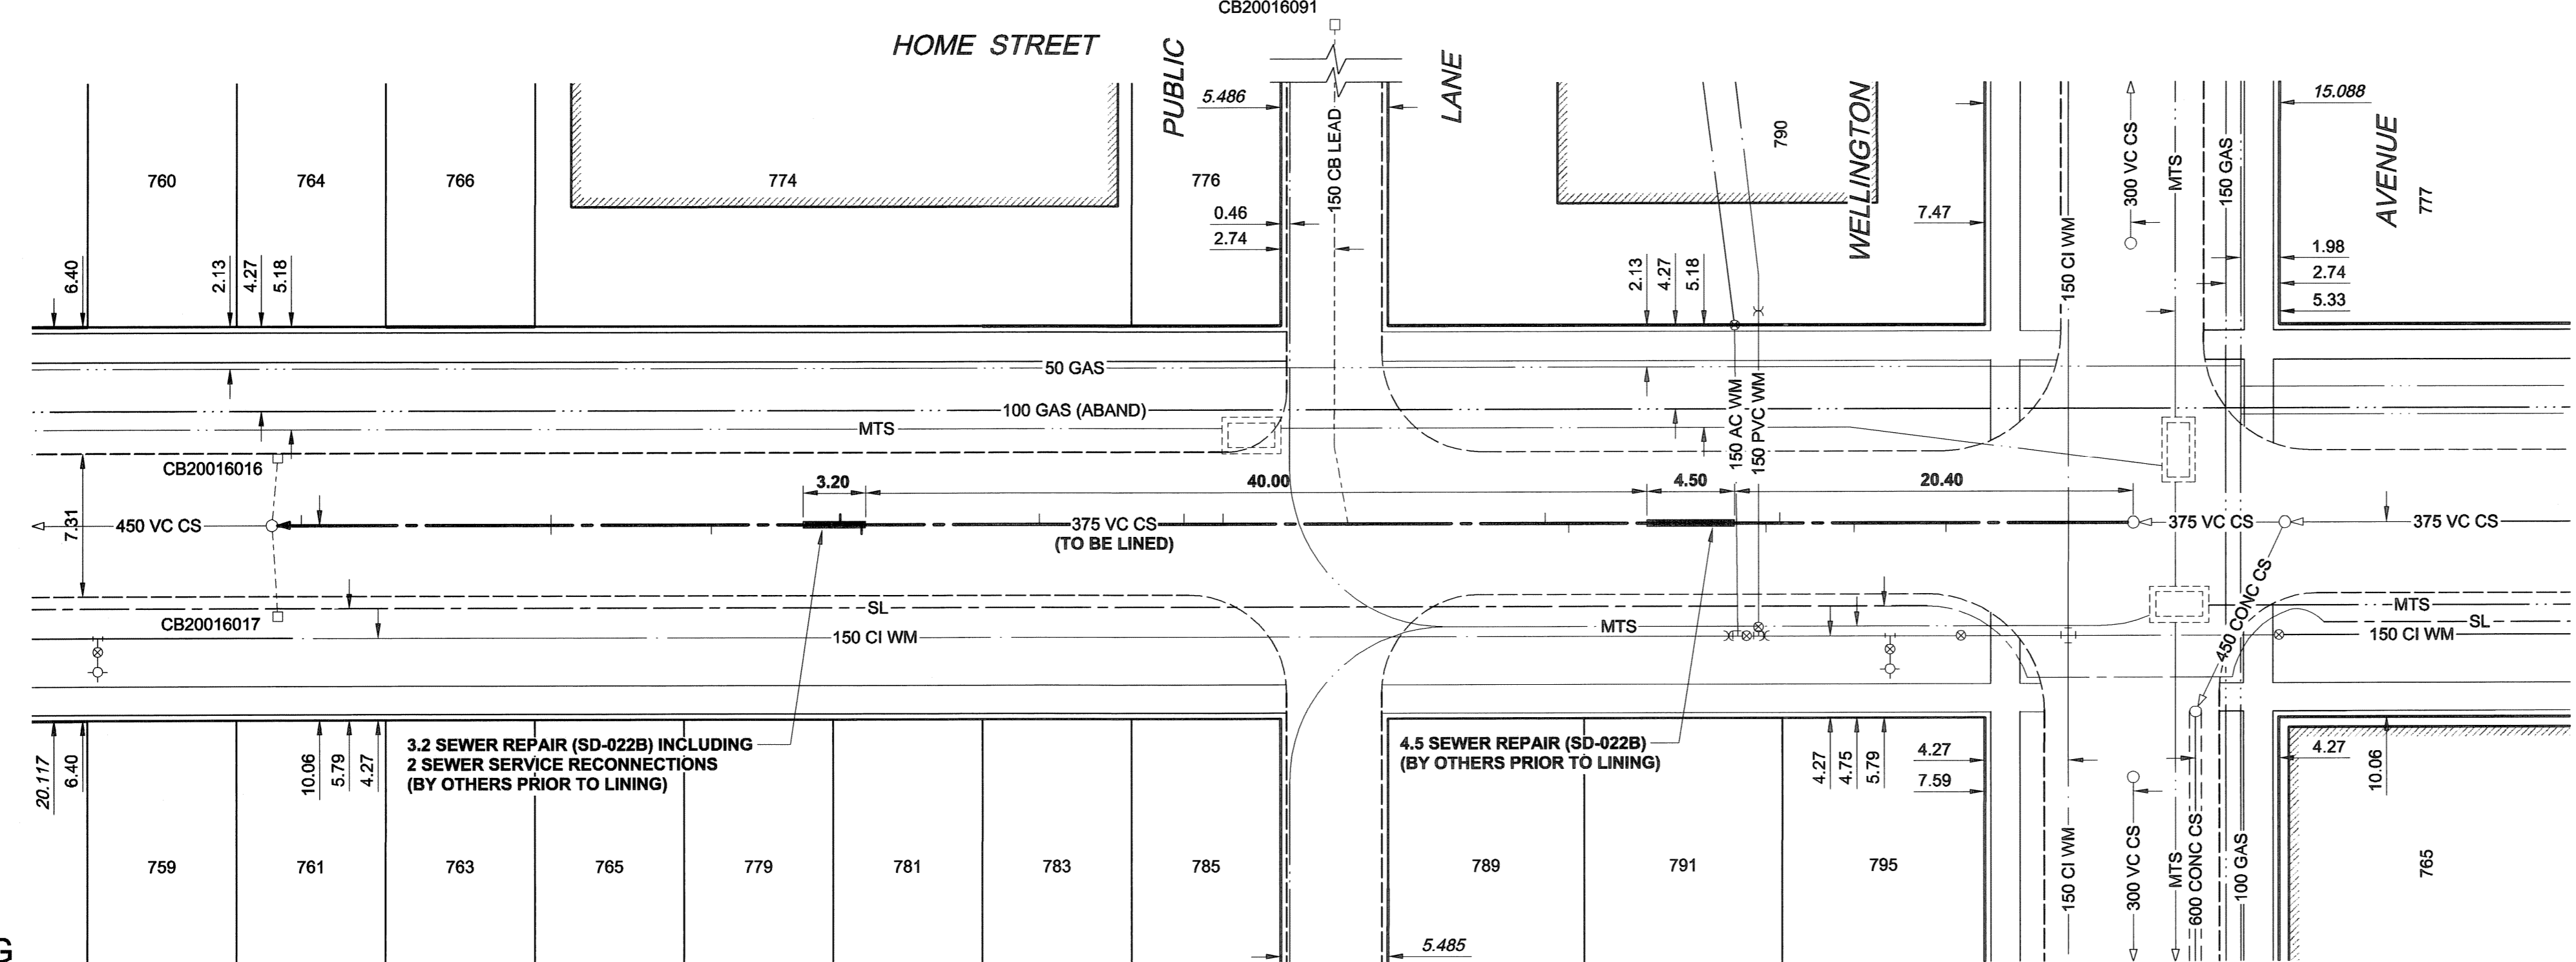 CB20016091
HOME STREET
PUBLIC
LANE
WELLINGTON
AVENUE
5.486
15.088
150 CB LEAD
790
300 VC CS
MTS
150 GAS
777
760
764
766
774
776
0.46
2.74
7.47
150 CI WM
1.98
2.74
5.33
6.40
2.13
4.27
5.18
2.13
4.27
5.18
50 GAS
100 GAS (ABAND)
MTS
150 AC WM
150 PVC WM
CB20016016
3.20
40.00
4.50
20.40
7.31
450 VC CS
375 VC CS
(TO BE LINED)
375 VC CS
375 VC CS
450 CONC CS
SL
CB20016017
150 CI WM
MTS
MTS
SL
150 CI WM
20.117
6.40
10.06
5.79
4.27
3.2 SEWER REPAIR (SD-022B) INCLUDING
2 SEWER SERVICE RECONNECTIONS
(BY OTHERS PRIOR TO LINING)
4.5 SEWER REPAIR (SD-022B)
(BY OTHERS PRIOR TO LINING)
4.27
4.75
5.79
4.27
7.59
4.27
10.06
759
761
763
765
779
781
783
785
789
791
795
150 CI WM
300 VC CS
MTS
600 CONC CS
100 GAS
765
5.485
G